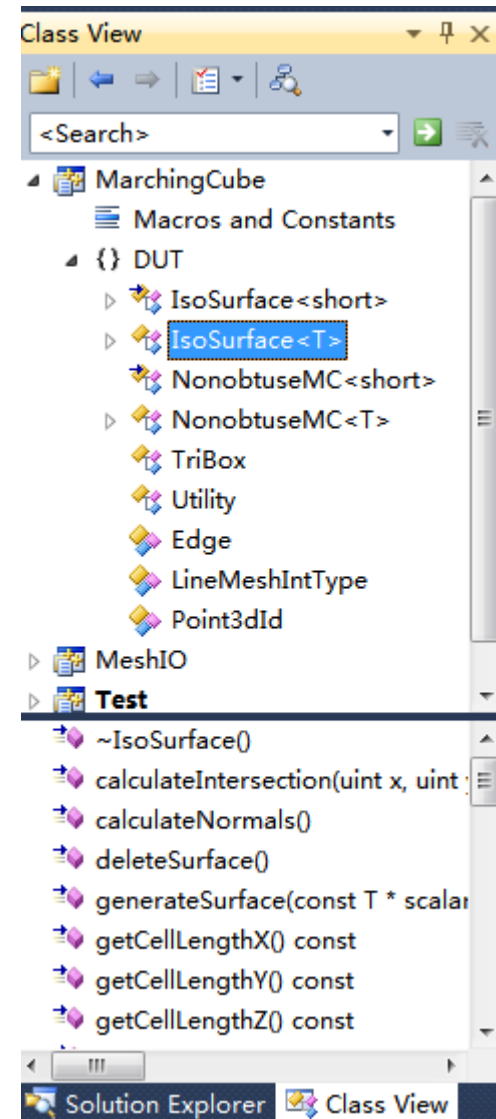 Class View
<Search>
MarchingCube
Macros and Constants
{} DUT
IsoSurface<short>
IsoSurface<T>
NonobtuseMC<short>
NonobtuseMC<T>
TriBox
Utility
Edge
LineMeshIntType
Point3dId
MeshIO
Test
~IsoSurface()
calculateIntersection(uint x, uint
calculateNormals()
deleteSurface()
generateSurface(const T * scalar
getCellLengthX() const
getCellLengthY() const
getCellLengthZ() const
Solution Explorer Class View